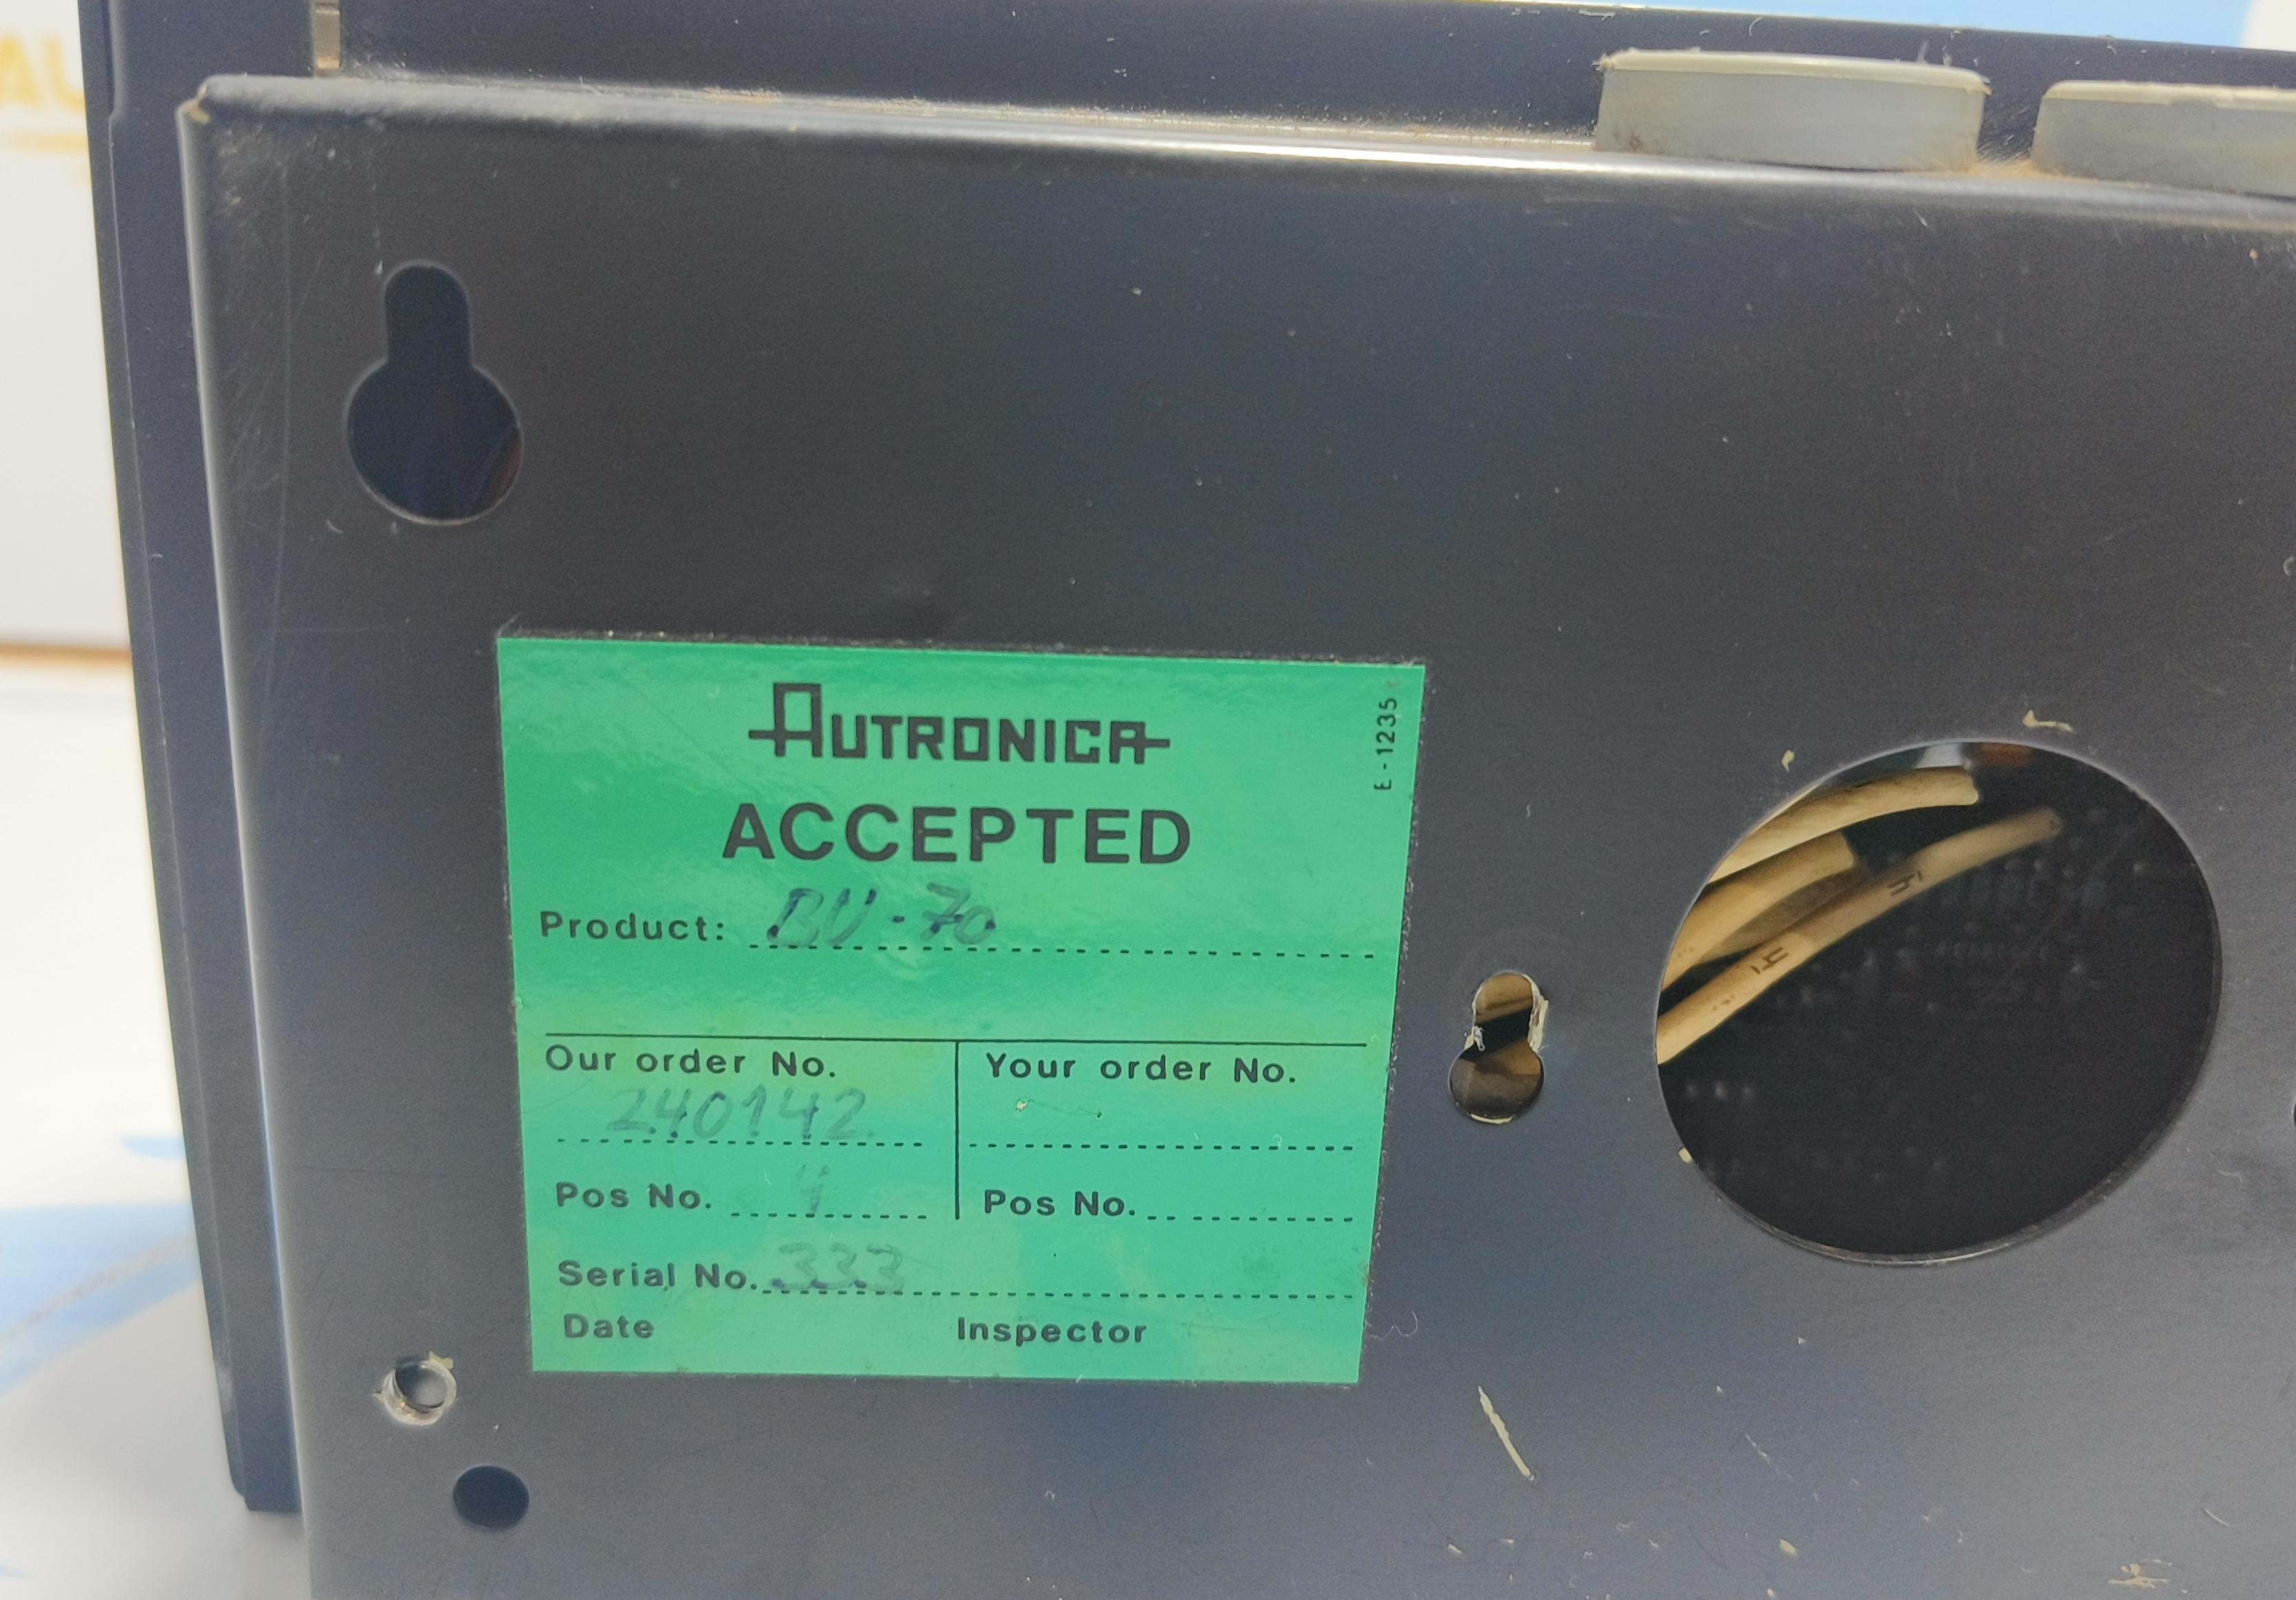 AUTRONICA
E-1235
ACCEPTED
Product: BU-70
Our order No. Your order No.
240142
Pos No. 4 Pos No.
Serial No. 333
Date Inspector